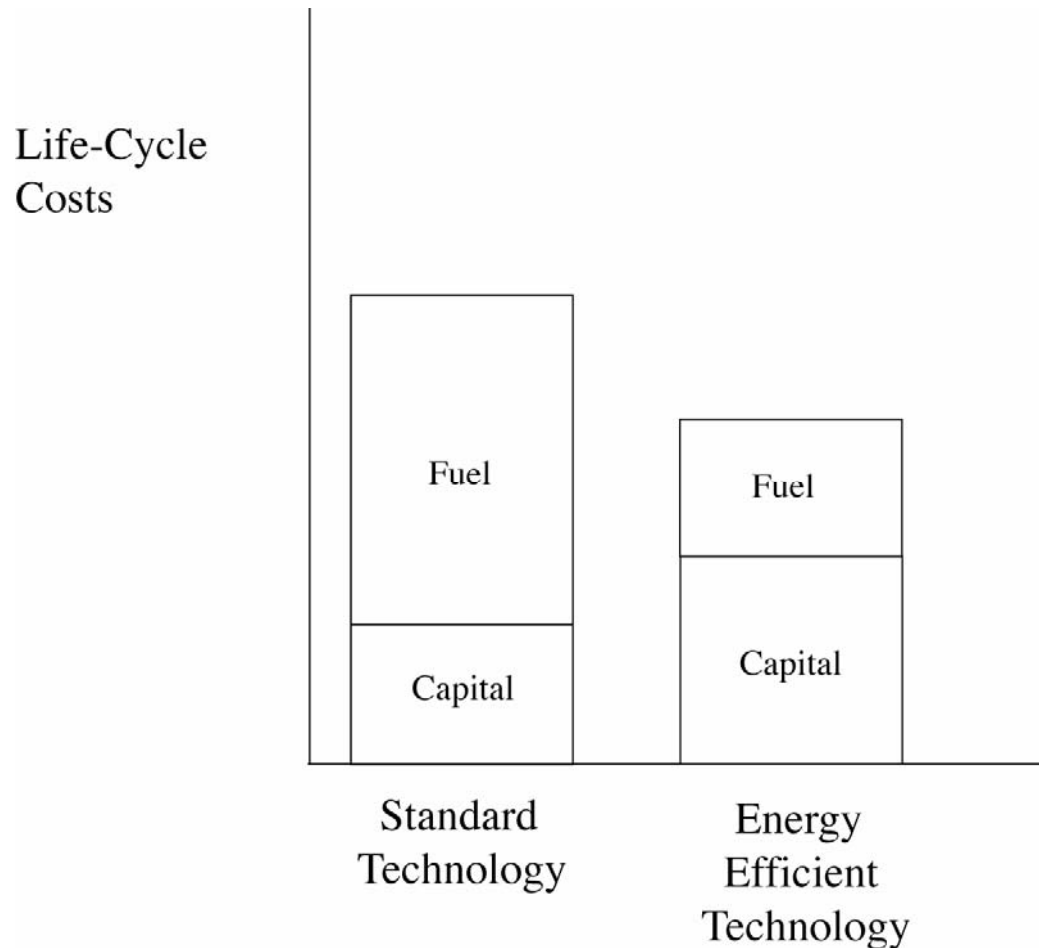 Life-Cycle
Costs
Fuel
Capital
Fuel
Capital
Standard
Technology
Energy
Efficient
Technology